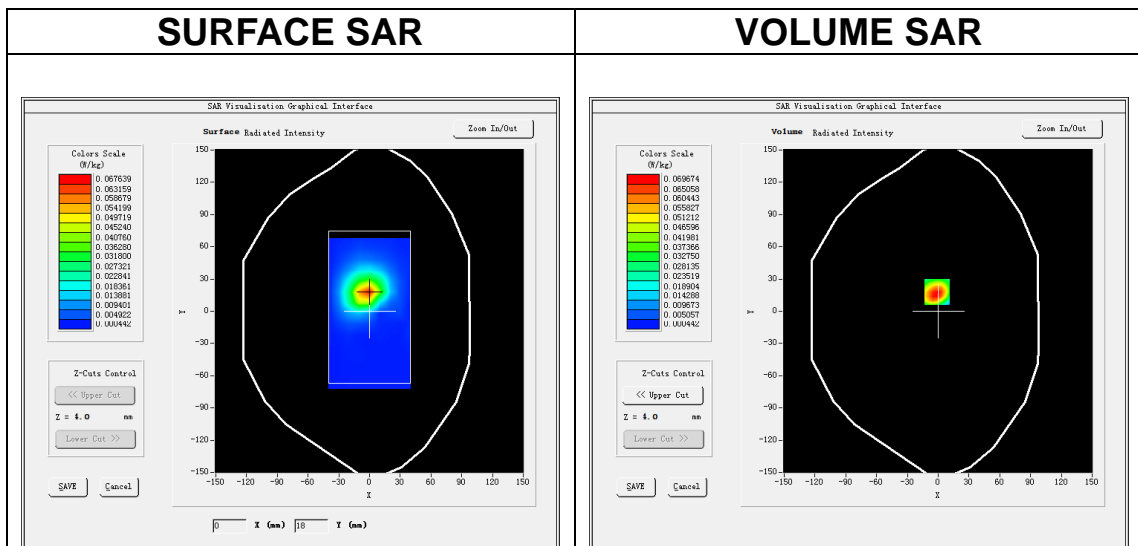 SURFACE SAR
VOLUME SAR
SAR Visualisation Graphical Interface
Surface Radiated Intensity
Zoom In/Out
Colors Scale
(W/kg)
0.067639
0.063159
0.058679
0.054199
0.049719
0.045240
0.040760
0.036280
0.031800
0.027321
0.022841
0.018361
0.013881
0.009401
0.004922
0.000442
Z-Cuts Control
<< Upper Cut
Z = 4.0 mm
Lower Cut >>
SAVE
Cancel
150
120
90
60
30
0
-30
-60
-90
-120
-150
Y
-150 -120 -90 -60 -30 0 30 60 90 120 150
X
0 X (mm) 18 Y (mm)
SAR Visualisation Graphical Interface
Volume Radiated Intensity
Zoom In/Out
Colors Scale
(W/kg)
0.069674
0.065058
0.060443
0.055827
0.051212
0.046596
0.041981
0.037366
0.032750
0.028135
0.023519
0.018904
0.014288
0.009673
0.005057
0.000442
Z-Cuts Control
<< Upper Cut
Z = 4.0 mm
Lower Cut >>
SAVE
Cancel
150
120
90
60
30
0
-30
-60
-90
-120
-150
Y
-150 -120 -90 -60 -30 0 30 60 90 120 150
X